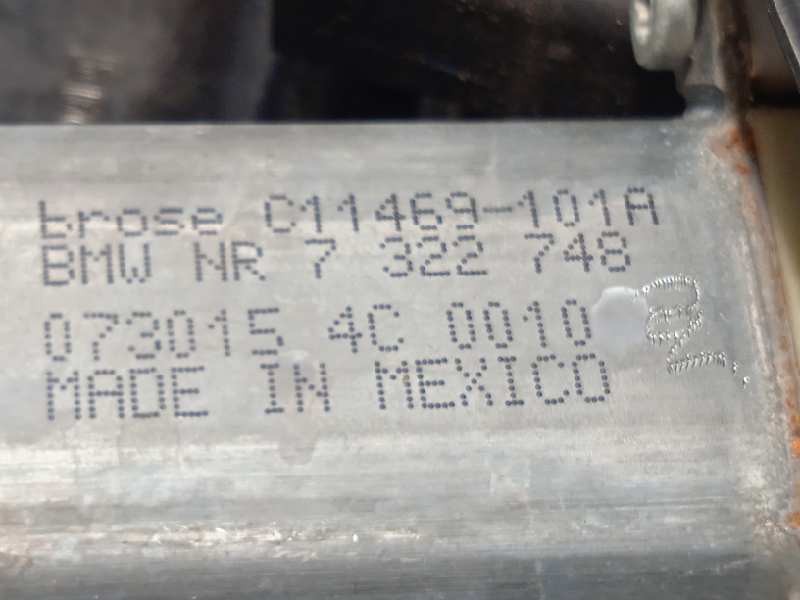 brose C11469-101A
BMW NR 7 322 748
073015 4C 0010
MADE IN MEXICO